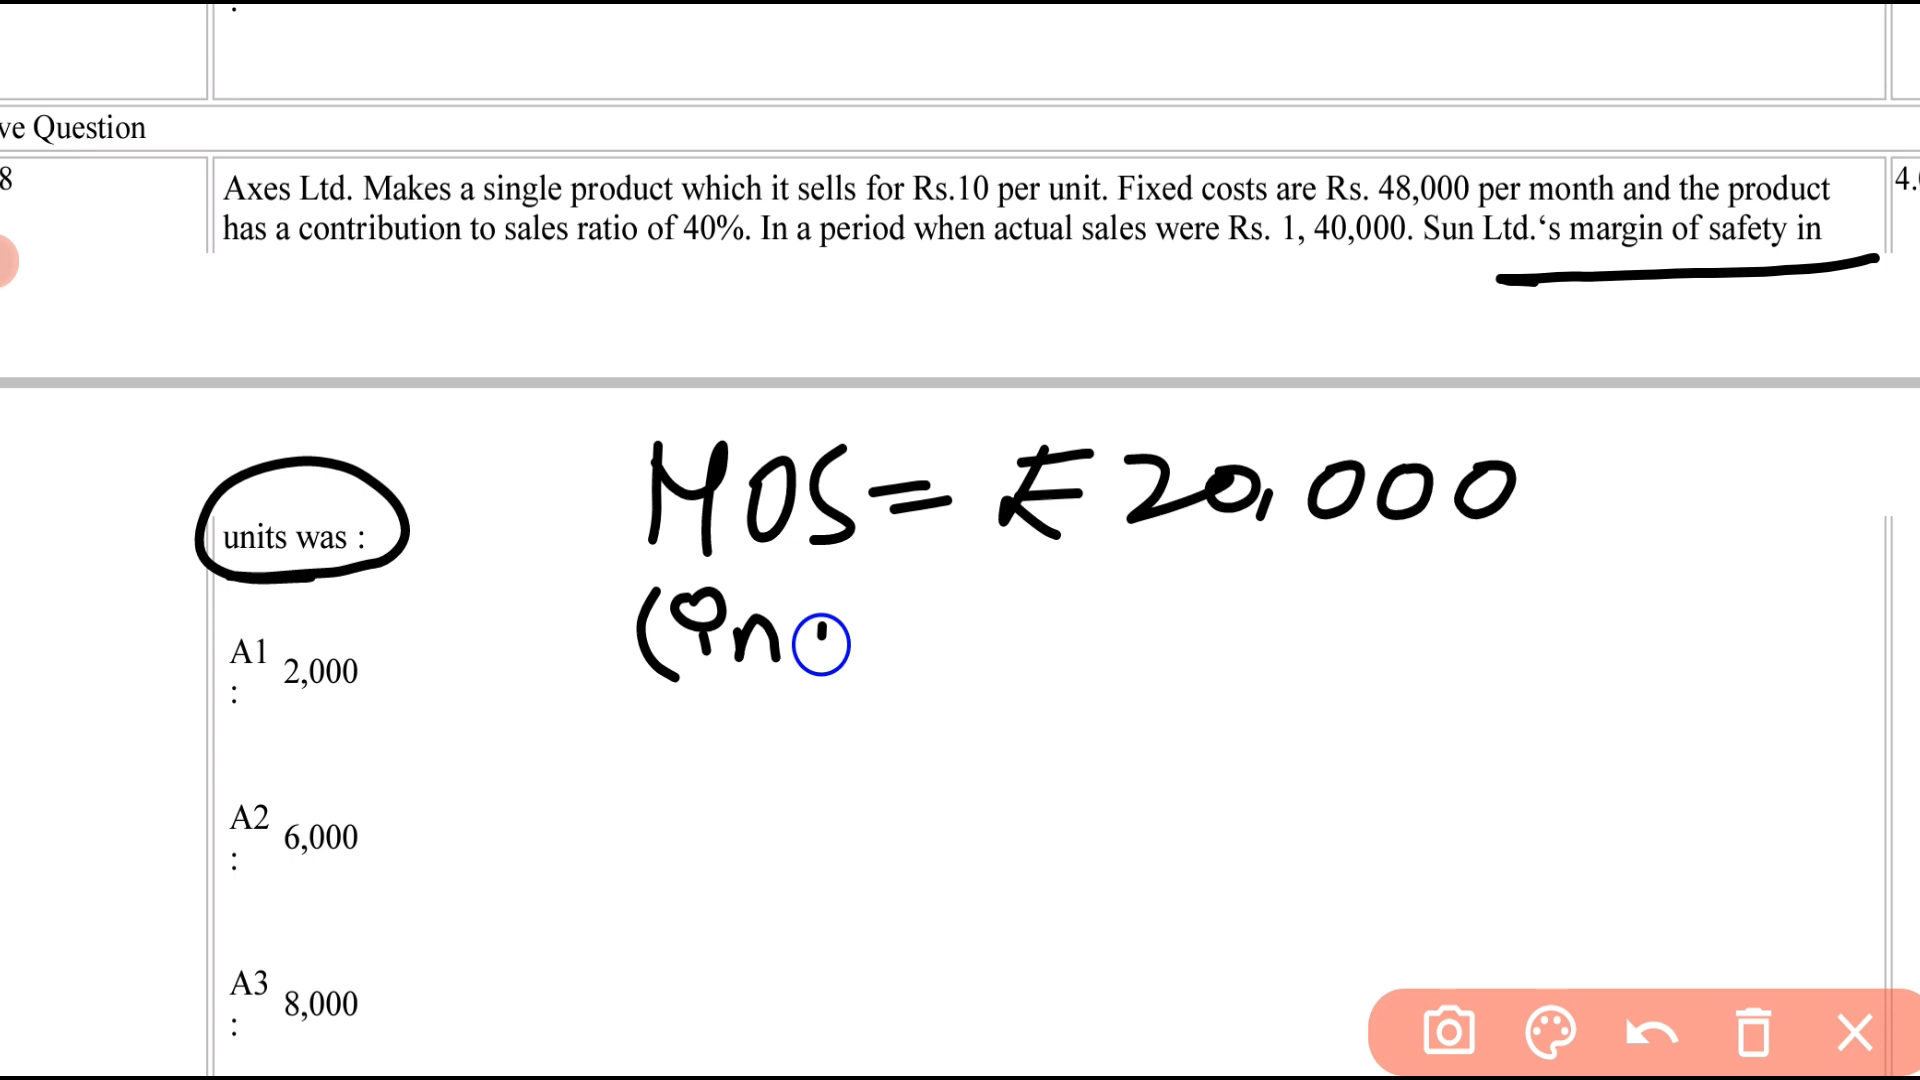 :
ve Question
8
Axes Ltd. Makes a single product which it sells for Rs.10 per unit. Fixed costs are Rs. 48,000 per month and the product
4.
has a contribution to sales ratio of 40%. In a period when actual sales were Rs. 1, 40,000. Sun Ltd.‘s margin of safety in
MOS = ₹ 20,000
units was :
(in
A1
: 2,000
A2
: 6,000
A3
: 8,000